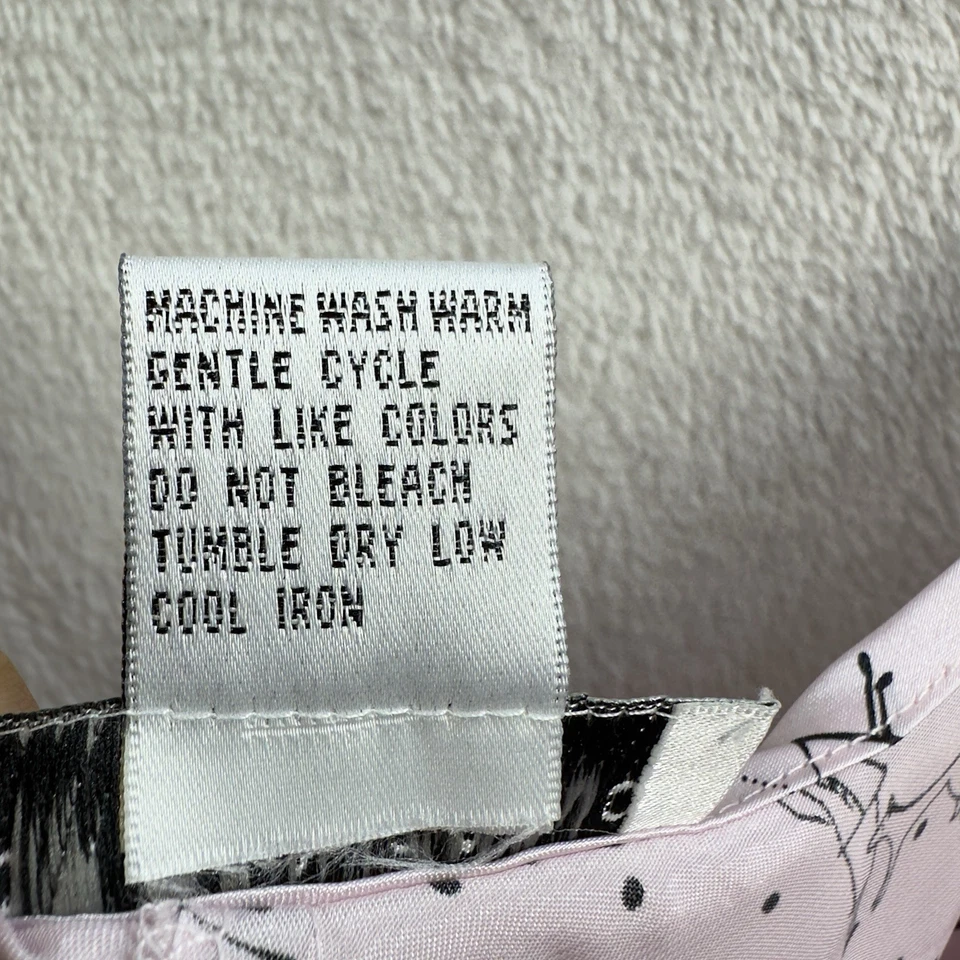 MACHINE WASH WARM
GENTLE CYCLE
WITH LIKE COLORS
DO NOT BLEACH
TUMBLE DRY LOW
COOL IRON